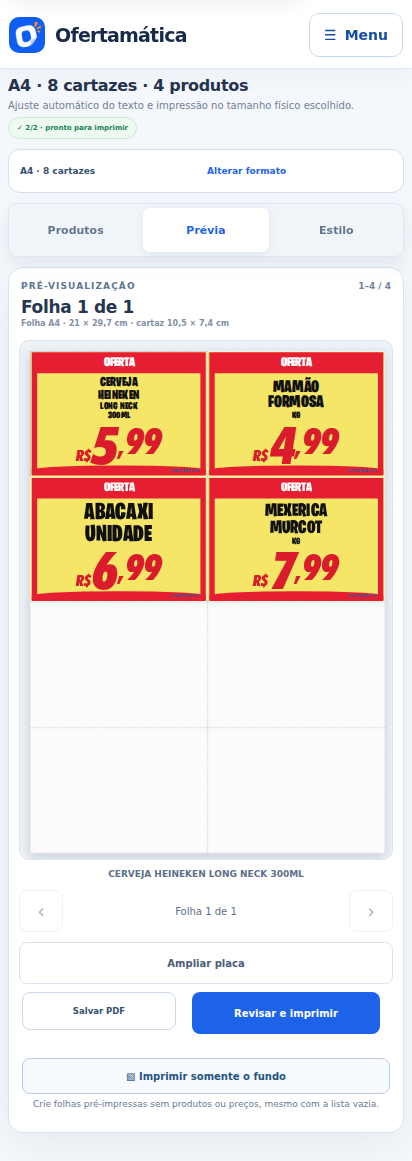 Ofertamática
☰ Menu
A4 · 8 cartazes · 4 produtos
Ajuste automático do texto e impressão no tamanho físico escolhido.
✓ 2/2 · pronto para imprimir
A4 · 8 cartazes
Alterar formato
Produtos
Prévia
Estilo
PRÉ-VISUALIZAÇÃO
1–4 / 4
Folha 1 de 1
Folha A4 · 21 × 29,7 cm · cartaz 10,5 × 7,4 cm
OFERTA
CERVEJA
HEINEKEN
LONG NECK
300ML
R$5,99
OFERTA
MAMÃO
FORMOSA
KG
R$4,99
OFERTA
ABACAXI
UNIDADE
R$6,99
OFERTA
MEXERICA
MURCOT
KG
R$7,99
CERVEJA HEINEKEN LONG NECK 300ML
‹
Folha 1 de 1
›
Ampliar placa
Salvar PDF
Revisar e imprimir
▧ Imprimir somente o fundo
Crie folhas pré-impressas sem produtos ou preços, mesmo com a lista vazia.